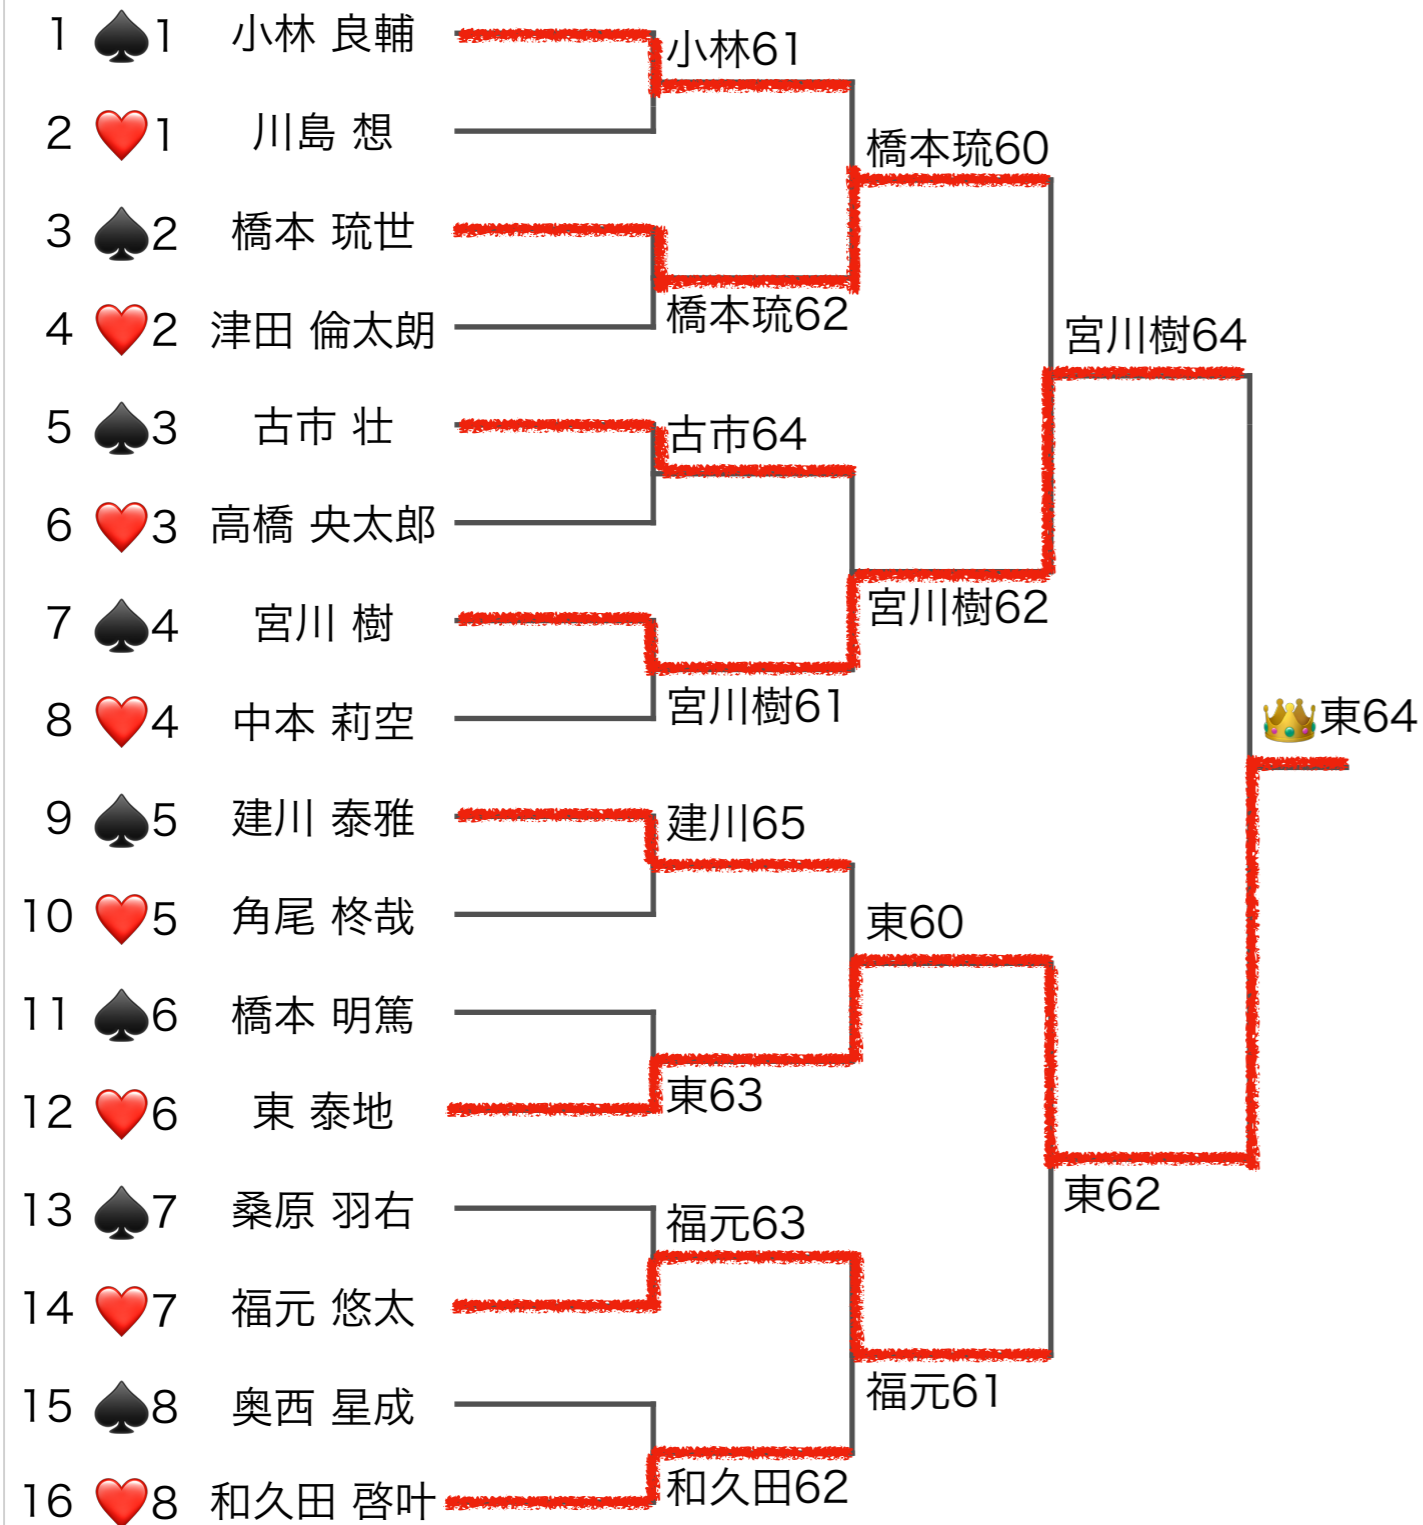 1 ♠1 小林 良輔
小林61
2 ❤1 川島 想
橋本琉60
3 ♠2 橋本 琉世
橋本琉62
4 ❤2 津田 倫太朗
宮川樹64
5 ♠3 古市 壮
古市64
6 ❤3 高橋 央太郎
宮川樹62
7 ♠4 宮川 樹
宮川樹61
8 ❤4 中本 莉空
👑東64
9 ♠5 建川 泰雅
建川65
10 ❤5 角尾 柊哉
東60
11 ♠6 橋本 明篤
東63
12 ❤6 東 泰地
東62
13 ♠7 桑原 羽右
福元63
14 ❤7 福元 悠太
福元61
15 ♠8 奥西 星成
和久田62
16 ❤8 和久田 啓叶